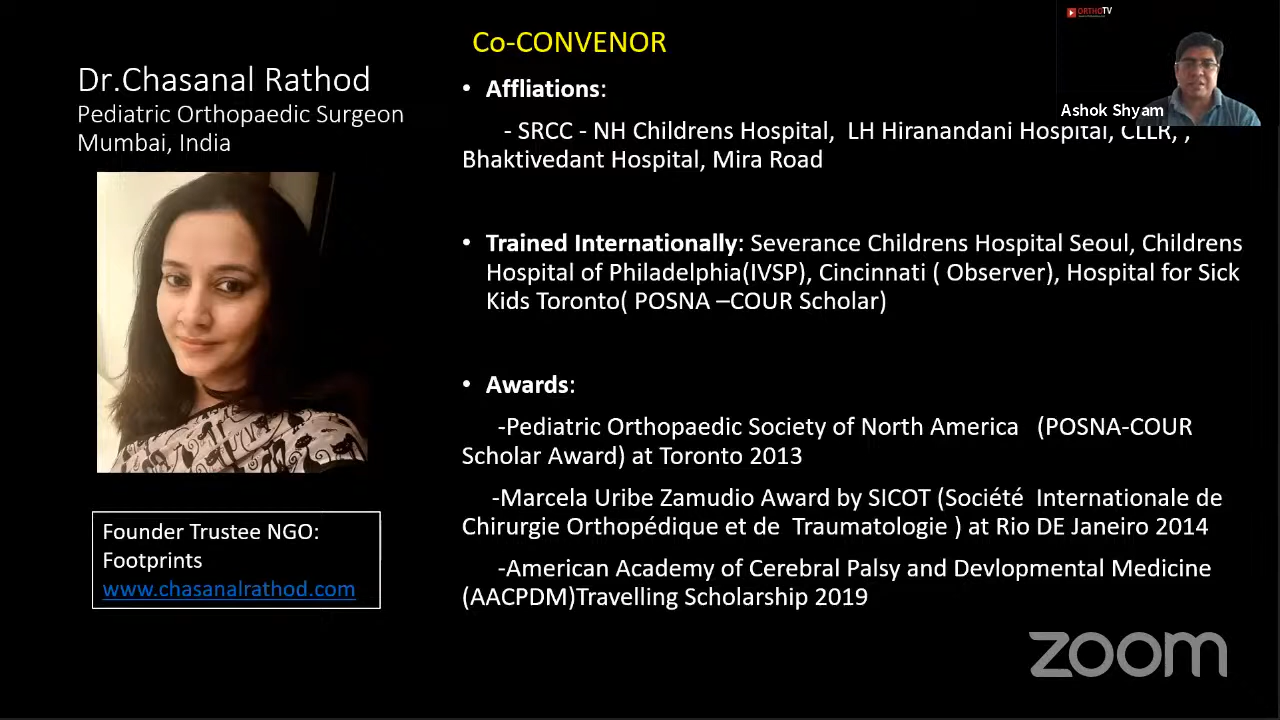 Co-CONVENOR
Dr.Chasanal Rathod
Pediatric Orthopaedic Surgeon
Mumbai, India
Founder Trustee NGO:
Footprints
www.chasanalrathod.com
• Affliations:
- SRCC - NH Childrens Hospital, LH Hiranandani Hospital, CLLR, ,
Bhaktivedant Hospital, Mira Road
• Trained Internationally: Severance Childrens Hospital Seoul, Childrens
Hospital of Philadelphia(IVSP), Cincinnati ( Observer), Hospital for Sick
Kids Toronto( POSNA –COUR Scholar)
• Awards:
-Pediatric Orthopaedic Society of North America (POSNA-COUR
Scholar Award) at Toronto 2013
-Marcela Uribe Zamudio Award by SICOT (Société Internationale de
Chirurgie Orthopédique et de Traumatologie ) at Rio DE Janeiro 2014
-American Academy of Cerebral Palsy and Devlopmental Medicine
(AACPDM)Travelling Scholarship 2019
ORTHOTV
Ashok Shyam
zoom